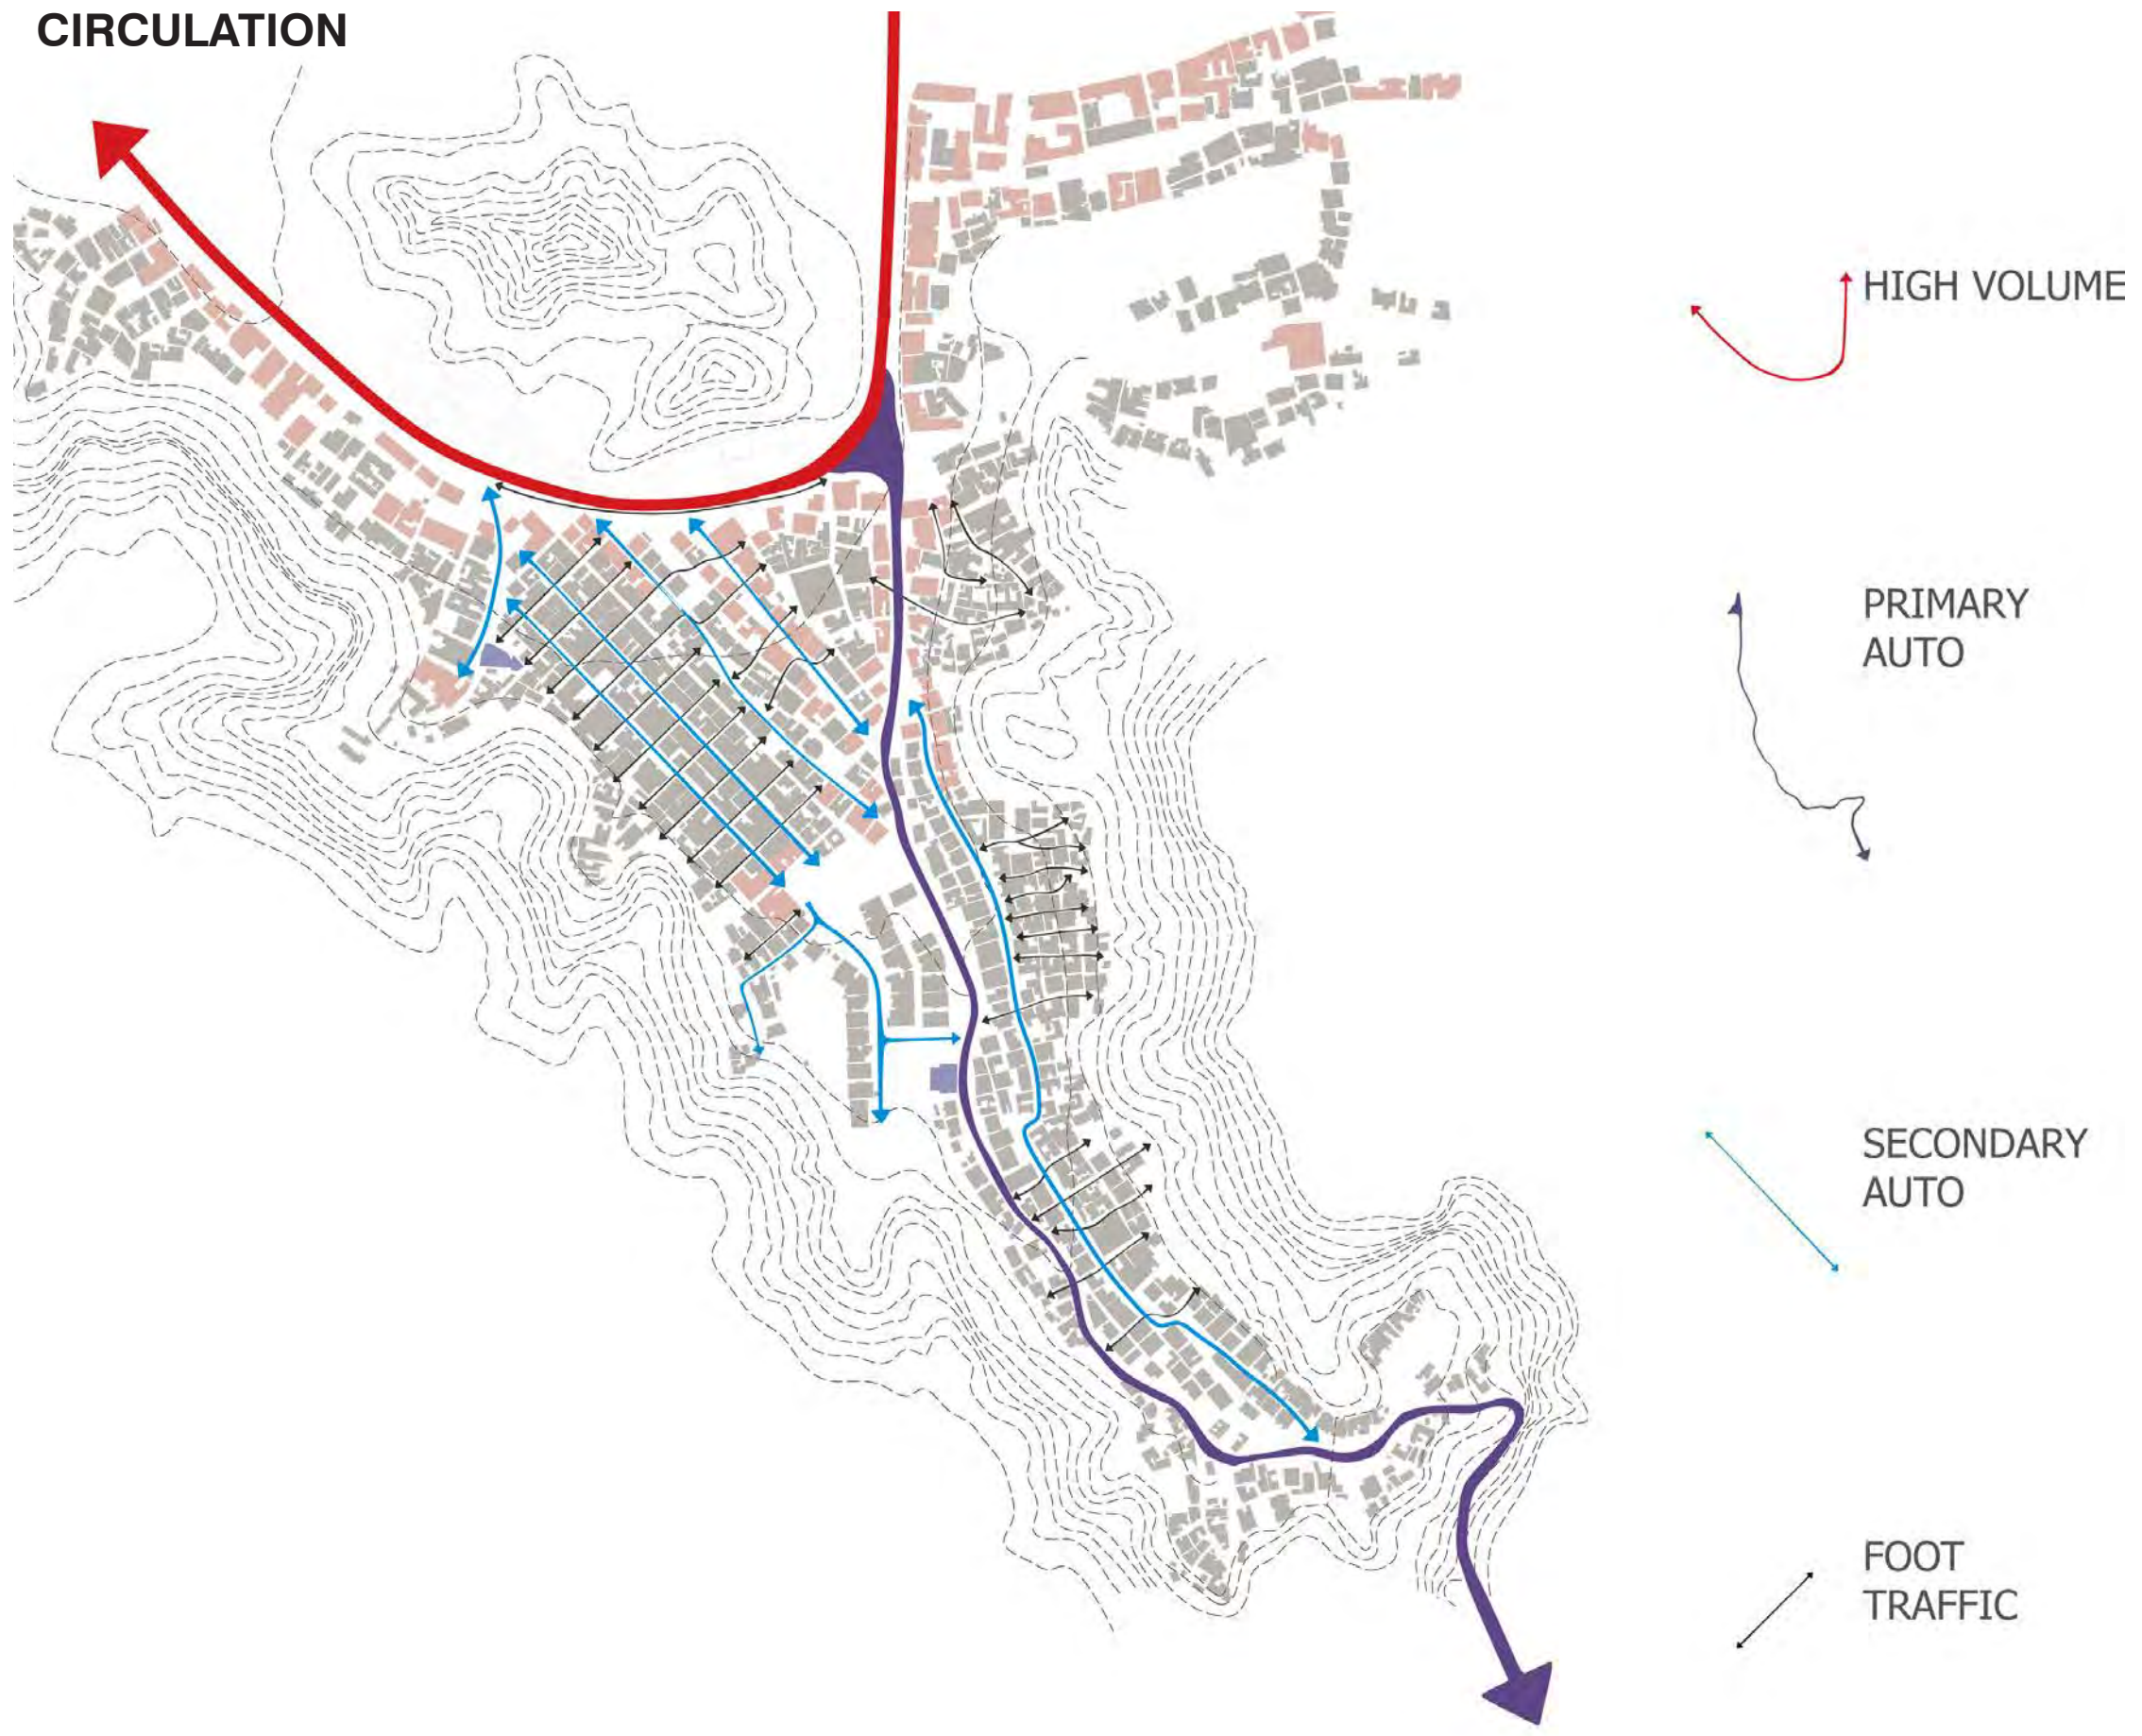 CIRCULATION
HIGH VOLUME
PRIMARY
AUTO
SECONDARY
AUTO
FOOT
TRAFFIC